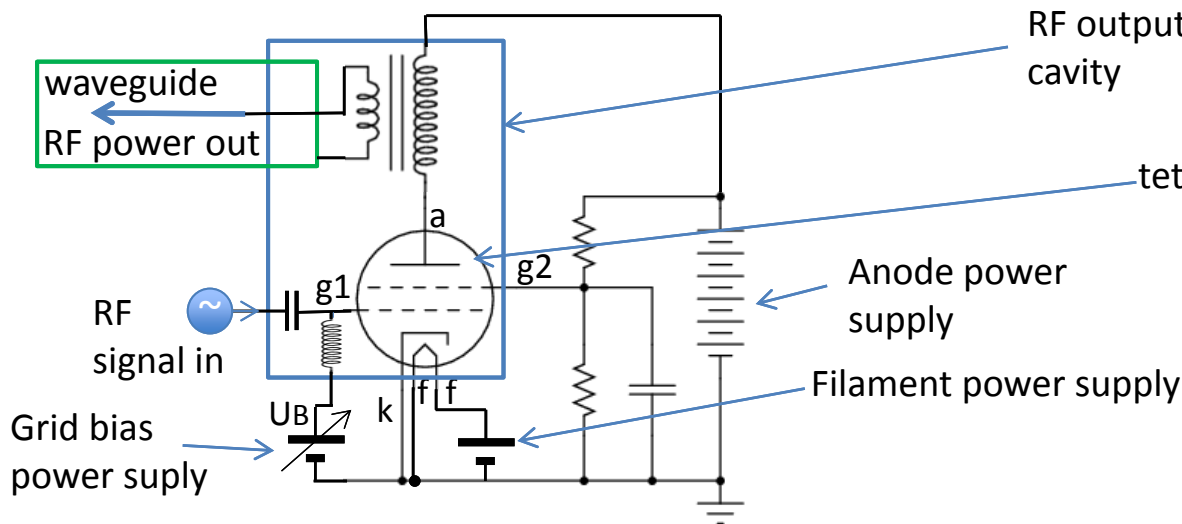 RF output
cavity
waveguide
RF power out
tet
a
g2
g1
RF
signal in
~
Anode power
supply
Filament power supply
f f
k
UB
Grid bias
power suply